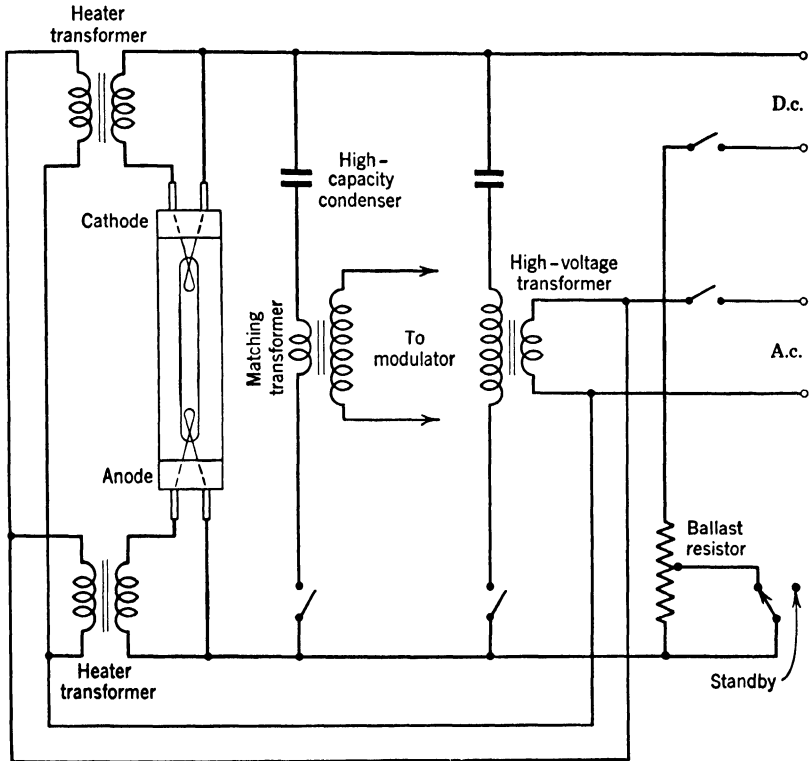 Heater
transformer
D.c.
High-
capacity
condenser
Cathode
High-voltage
transformer
Matching
transformer
To
modulator
A.c.
Anode
Ballast
resistor
Heater
transformer
Standby